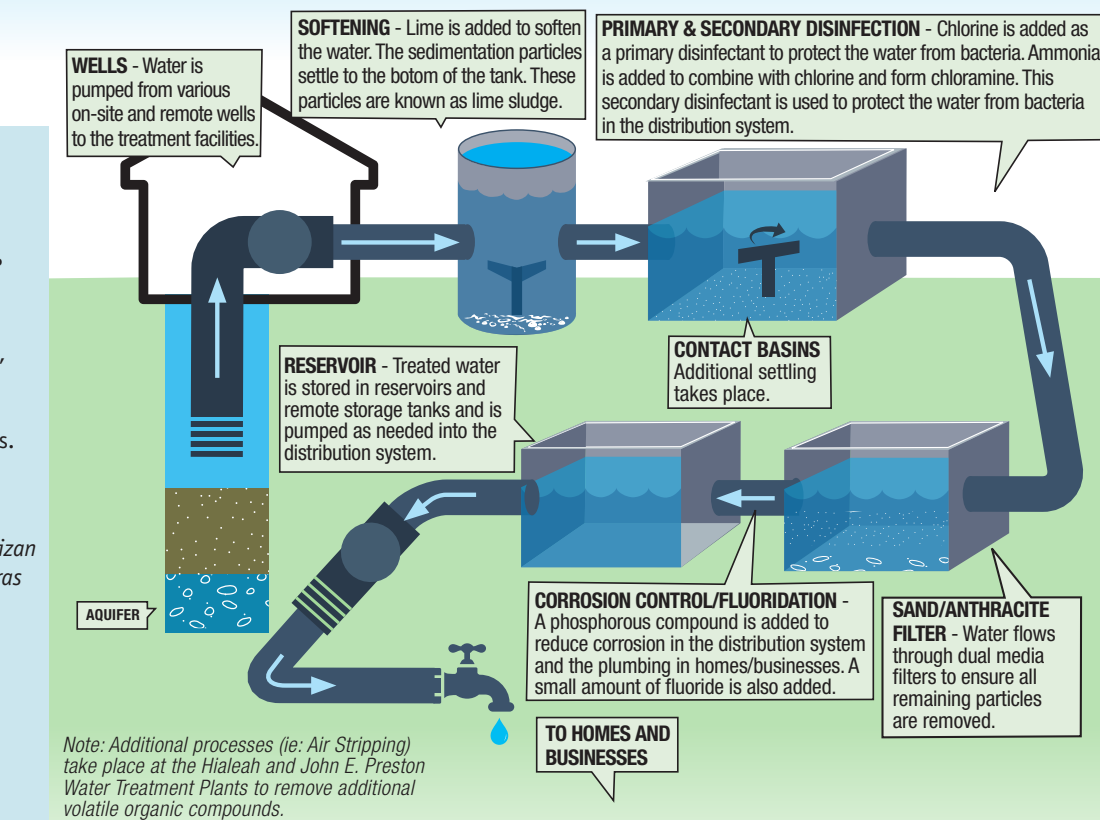 WELLS - Water is
pumped from various
on-site and remote wells
to the treatment facilities.
SOFTENING - Lime is added to soften
the water. The sedimentation particles
settle to the botom of the tank. These
particles are known as lime sludge.
PRIMARY & SECONDARY DISINFECTION - Chlorine is added as
a primary disinfectant to protect the water from bacteria. Ammonia
is added to combine with chlorine and form chloramine. This
secondary disinfectant is used to protect the water from bacteria
in the distribution system.
CONTACT BASINS
Additional settling
takes place.
RESERVOIR - Treated water
is stored in reservoirs and
remote storage tanks and is
pumped as needed into the
distribution system.
AQUIFER
CORROSION CONTROL/FLUORIDATION -
A phosphorous compound is added to
reduce corrosion in the distribution system
and the plumbing in homes/businesses. A
small amount of fluoride is also added.
SAND/ANTHRACITE
FILTER - Water flows
through dual media
filters to ensure all
remaining particles
are removed.
TO HOMES AND
BUSINESSES
Note: Additional processes (ie: Air Stripping)
take place at the Hialeah and John E. Preston
Water Treatment Plants to remove additional
volatile organic compounds.